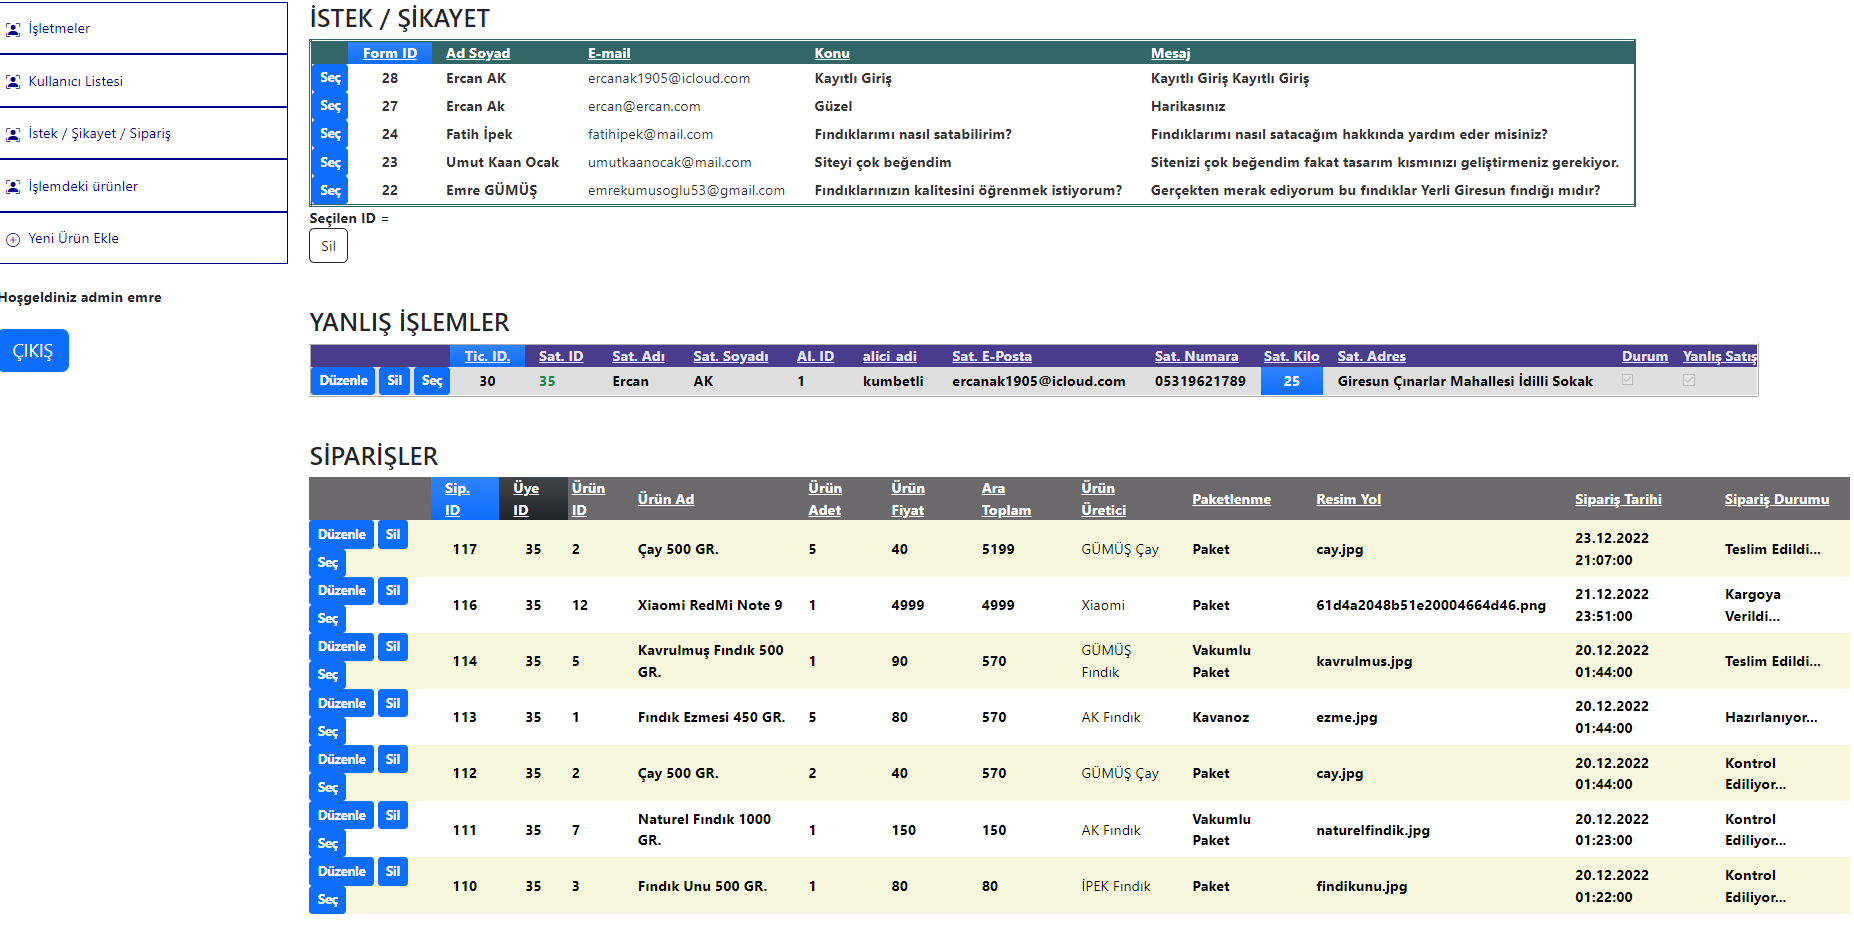 İşletmeler
Kullanıcı Listesi
İstek / Şikayet / Sipariş
İşlemdeki ürünler
Yeni Ürün Ekle
Hoşgeldiniz admin emre
ÇIKIŞ
İSTEK / ŞİKAYET
Form ID Ad Soyad E-mail Konu Mesaj
Seç 28 Ercan AK ercanak1905@icloud.com Kayıtlı Giriş Kayıtlı Giriş Kayıtlı Giriş
Seç 27 Ercan Ak ercan@ercan.com Güzel Harikasınız
Seç 24 Fatih İpek fatihipek@mail.com Fındıklarımı nasıl satabilirim? Fındıklarımı nasıl satacağım hakkında yardım eder misiniz?
Seç 23 Umut Kaan Ocak umutkaanocak@mail.com Siteyi çok beğendim Sitenizi çok beğendim fakat tasarım kısmınızı geliştirmeniz gerekiyor.
Seç 22 Emre GÜMÜŞ emrekumusoglu53@gmail.com Fındıklarınızın kalitesini öğrenmek istiyorum? Gerçekten merak ediyorum bu fındıklar Yerli Giresun fındığı mıdır?
Seçilen ID =
Sil
YANLIŞ İŞLEMLER
Tic. ID. Sat. ID Sat. Adı Sat. Soyadı Al. ID alici_adi Sat. E-Posta Sat. Numara Sat. Kilo Sat. Adres Durum Yanlış Satış
Düzenle Sil Seç 30 35 Ercan AK 1 kumbetli ercanak1905@icloud.com 05319621789 25 Giresun Çınarlar Mahallesi İdilli Sokak
SİPARİŞLER
Sip. ID Üye ID Ürün ID Ürün Ad Ürün Adet Ürün Fiyat Ara Toplam Ürün Üretici Paketlenme Resim Yol Sipariş Tarihi Sipariş Durumu
Düzenle Sil Seç 117 35 2 Çay 500 GR. 5 40 5199 GÜMÜŞ Çay Paket cay.jpg 23.12.2022 21:07:00 Teslim Edildi...
Düzenle Sil Seç 116 35 12 Xiaomi RedMi Note 9 1 4999 4999 Xiaomi Paket 61d4a2048b51e20004664d46.png 21.12.2022 23:51:00 Kargoya Verildi...
Düzenle Sil Seç 114 35 5 Kavrulmuş Fındık 500 GR. 1 90 570 GÜMÜŞ Fındık Vakumlu Paket kavrulmus.jpg 20.12.2022 01:44:00 Teslim Edildi...
Düzenle Sil Seç 113 35 1 Fındık Ezmesi 450 GR. 5 80 570 AK Fındık Kavanoz ezme.jpg 20.12.2022 01:44:00 Hazırlanıyor...
Düzenle Sil Seç 112 35 2 Çay 500 GR. 2 40 570 GÜMÜŞ Çay Paket cay.jpg 20.12.2022 01:44:00 Kontrol Ediliyor...
Düzenle Sil Seç 111 35 7 Naturel Fındık 1000 GR. 1 150 150 AK Fındık Vakumlu Paket naturelfindik.jpg 20.12.2022 01:23:00 Kontrol Ediliyor...
Düzenle Sil Seç 110 35 3 Fındık Unu 500 GR. 1 80 80 İPEK Fındık Paket findikunu.jpg 20.12.2022 01:22:00 Kontrol Ediliyor...